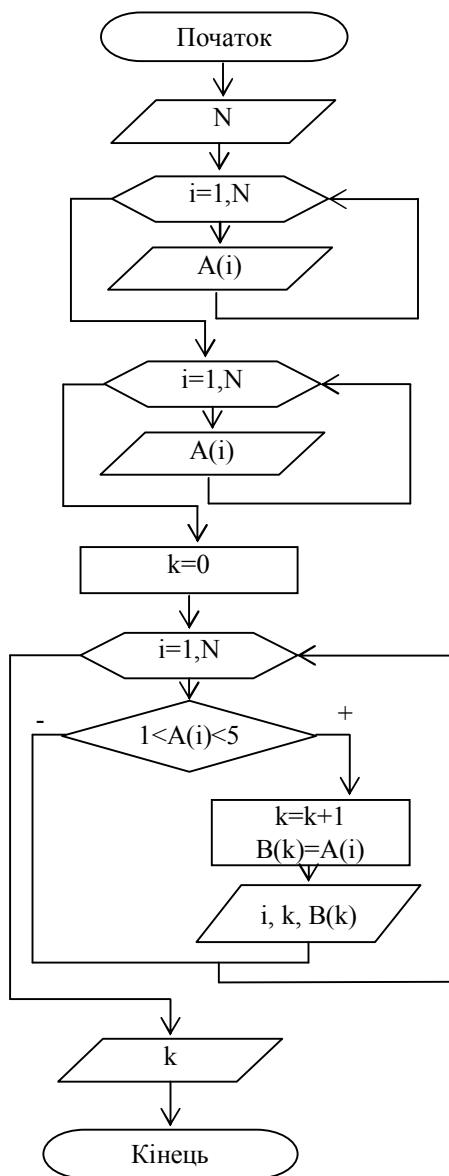 Початок
N
i=1,N
A(i)
i=1,N
A(i)
k=0
i=1,N
-
1<A(i)<5
+
k=k+1
B(k)=A(i)
i, k, B(k)
k
Кінець